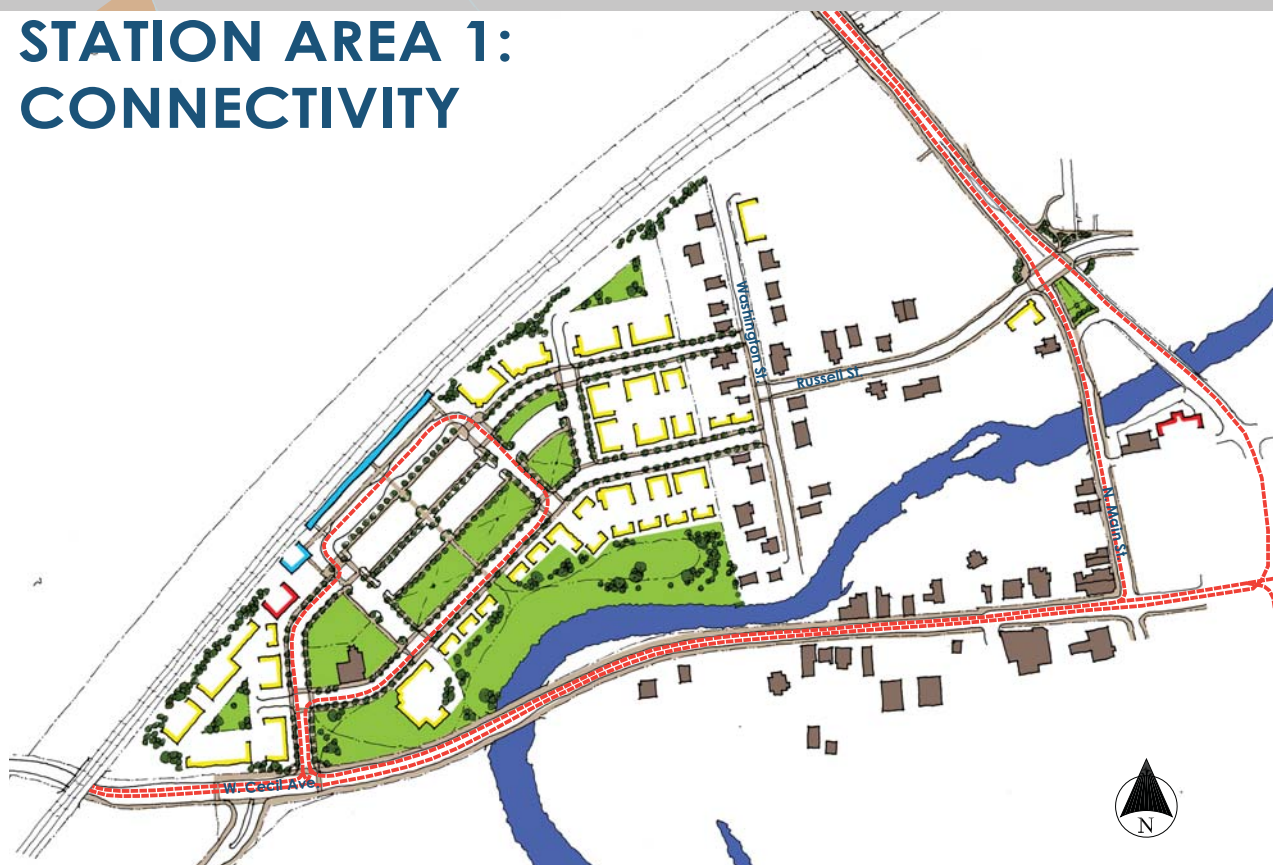 STATION AREA 1:
CONNECTIVITY
Washington St
Russell St
N Main St
W. Cecil Ave
N